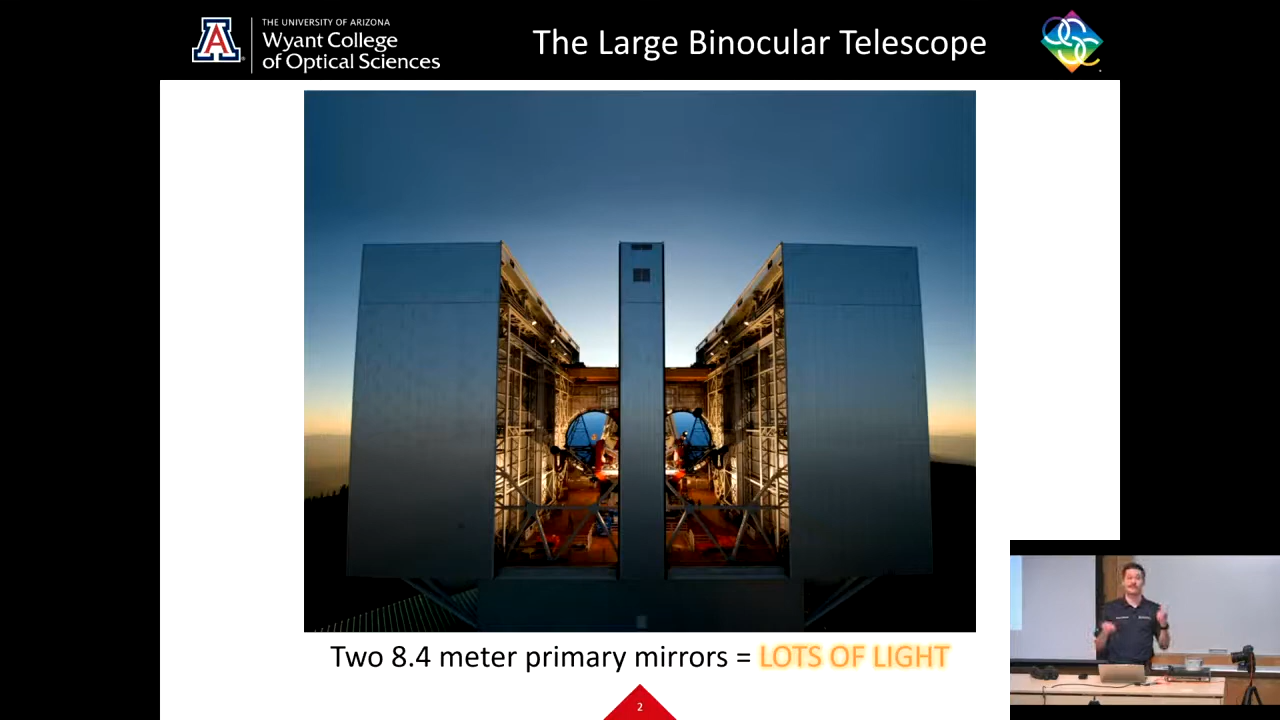 THE UNIVERSITY OF ARIZONA
Wyant College
of Optical Sciences
The Large Binocular Telescope
A
Two 8.4 meter primary mirrors = LOTS OF LIGHT
2